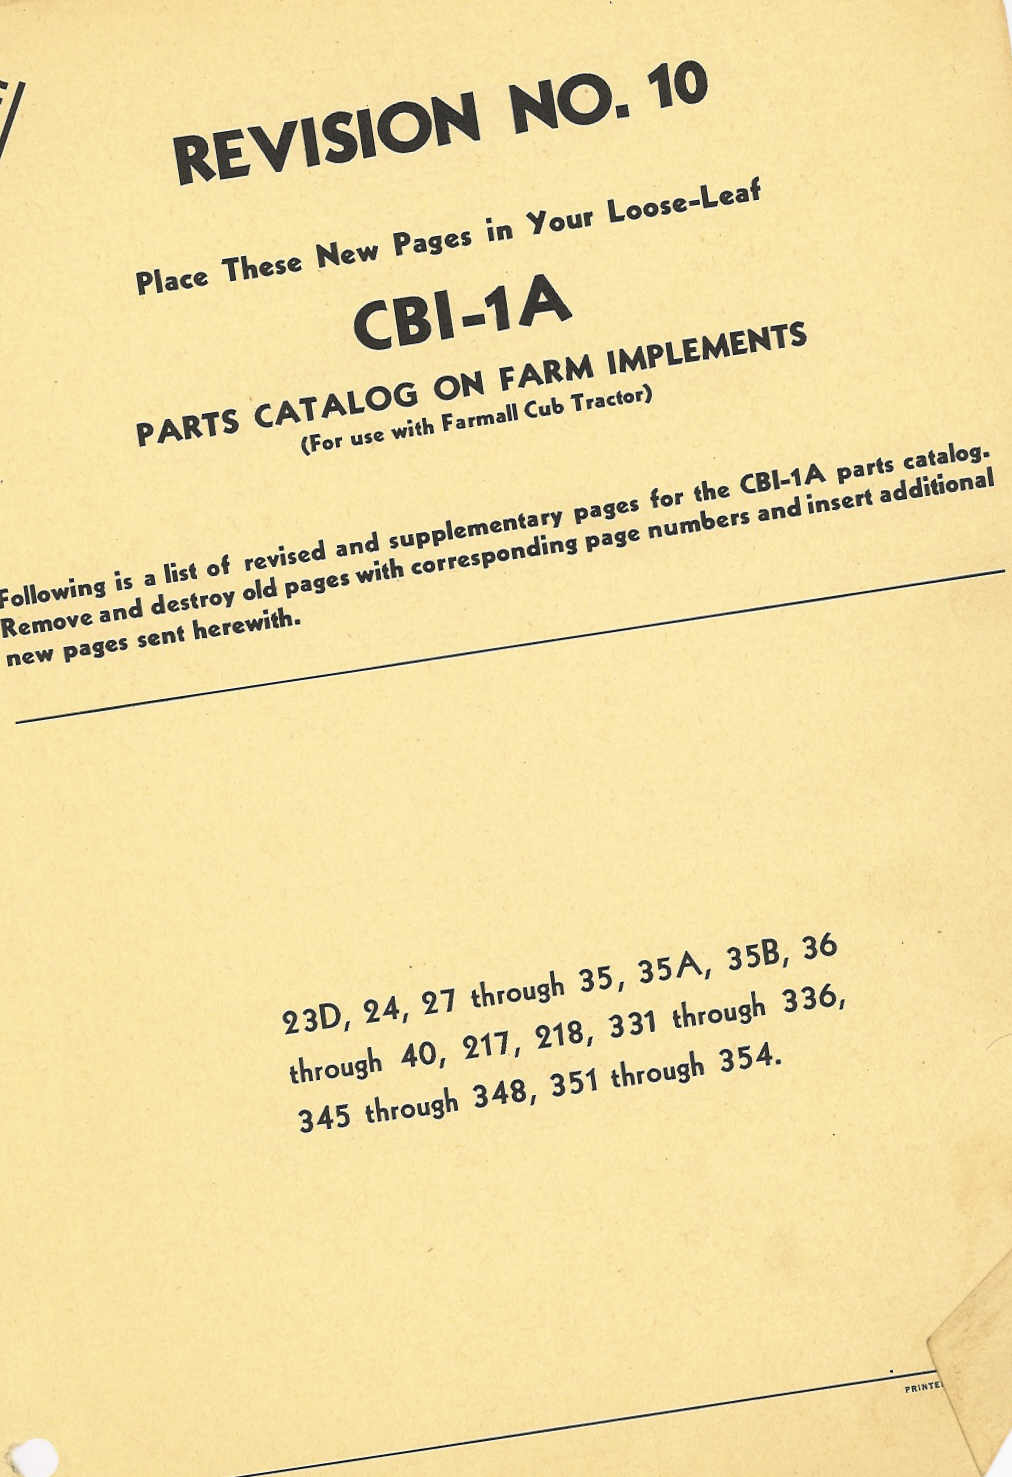 REVISION NO. 10
Place These New Pages in Your Loose-Leaf
CBI-1A
PARTS CATALOG ON FARM IMPLEMENTS
(For use with Farmall Cub Tractor)
Following is a list of revised and supplementary pages for the CBI-1A parts catalog.
Remove and destroy old pages with corresponding page numbers and insert additional
new pages sent herewith.
23D, 24, 27 through 35, 35A, 35B, 36
through 40, 217, 218, 331 through 336,
345 through 348, 351 through 354.